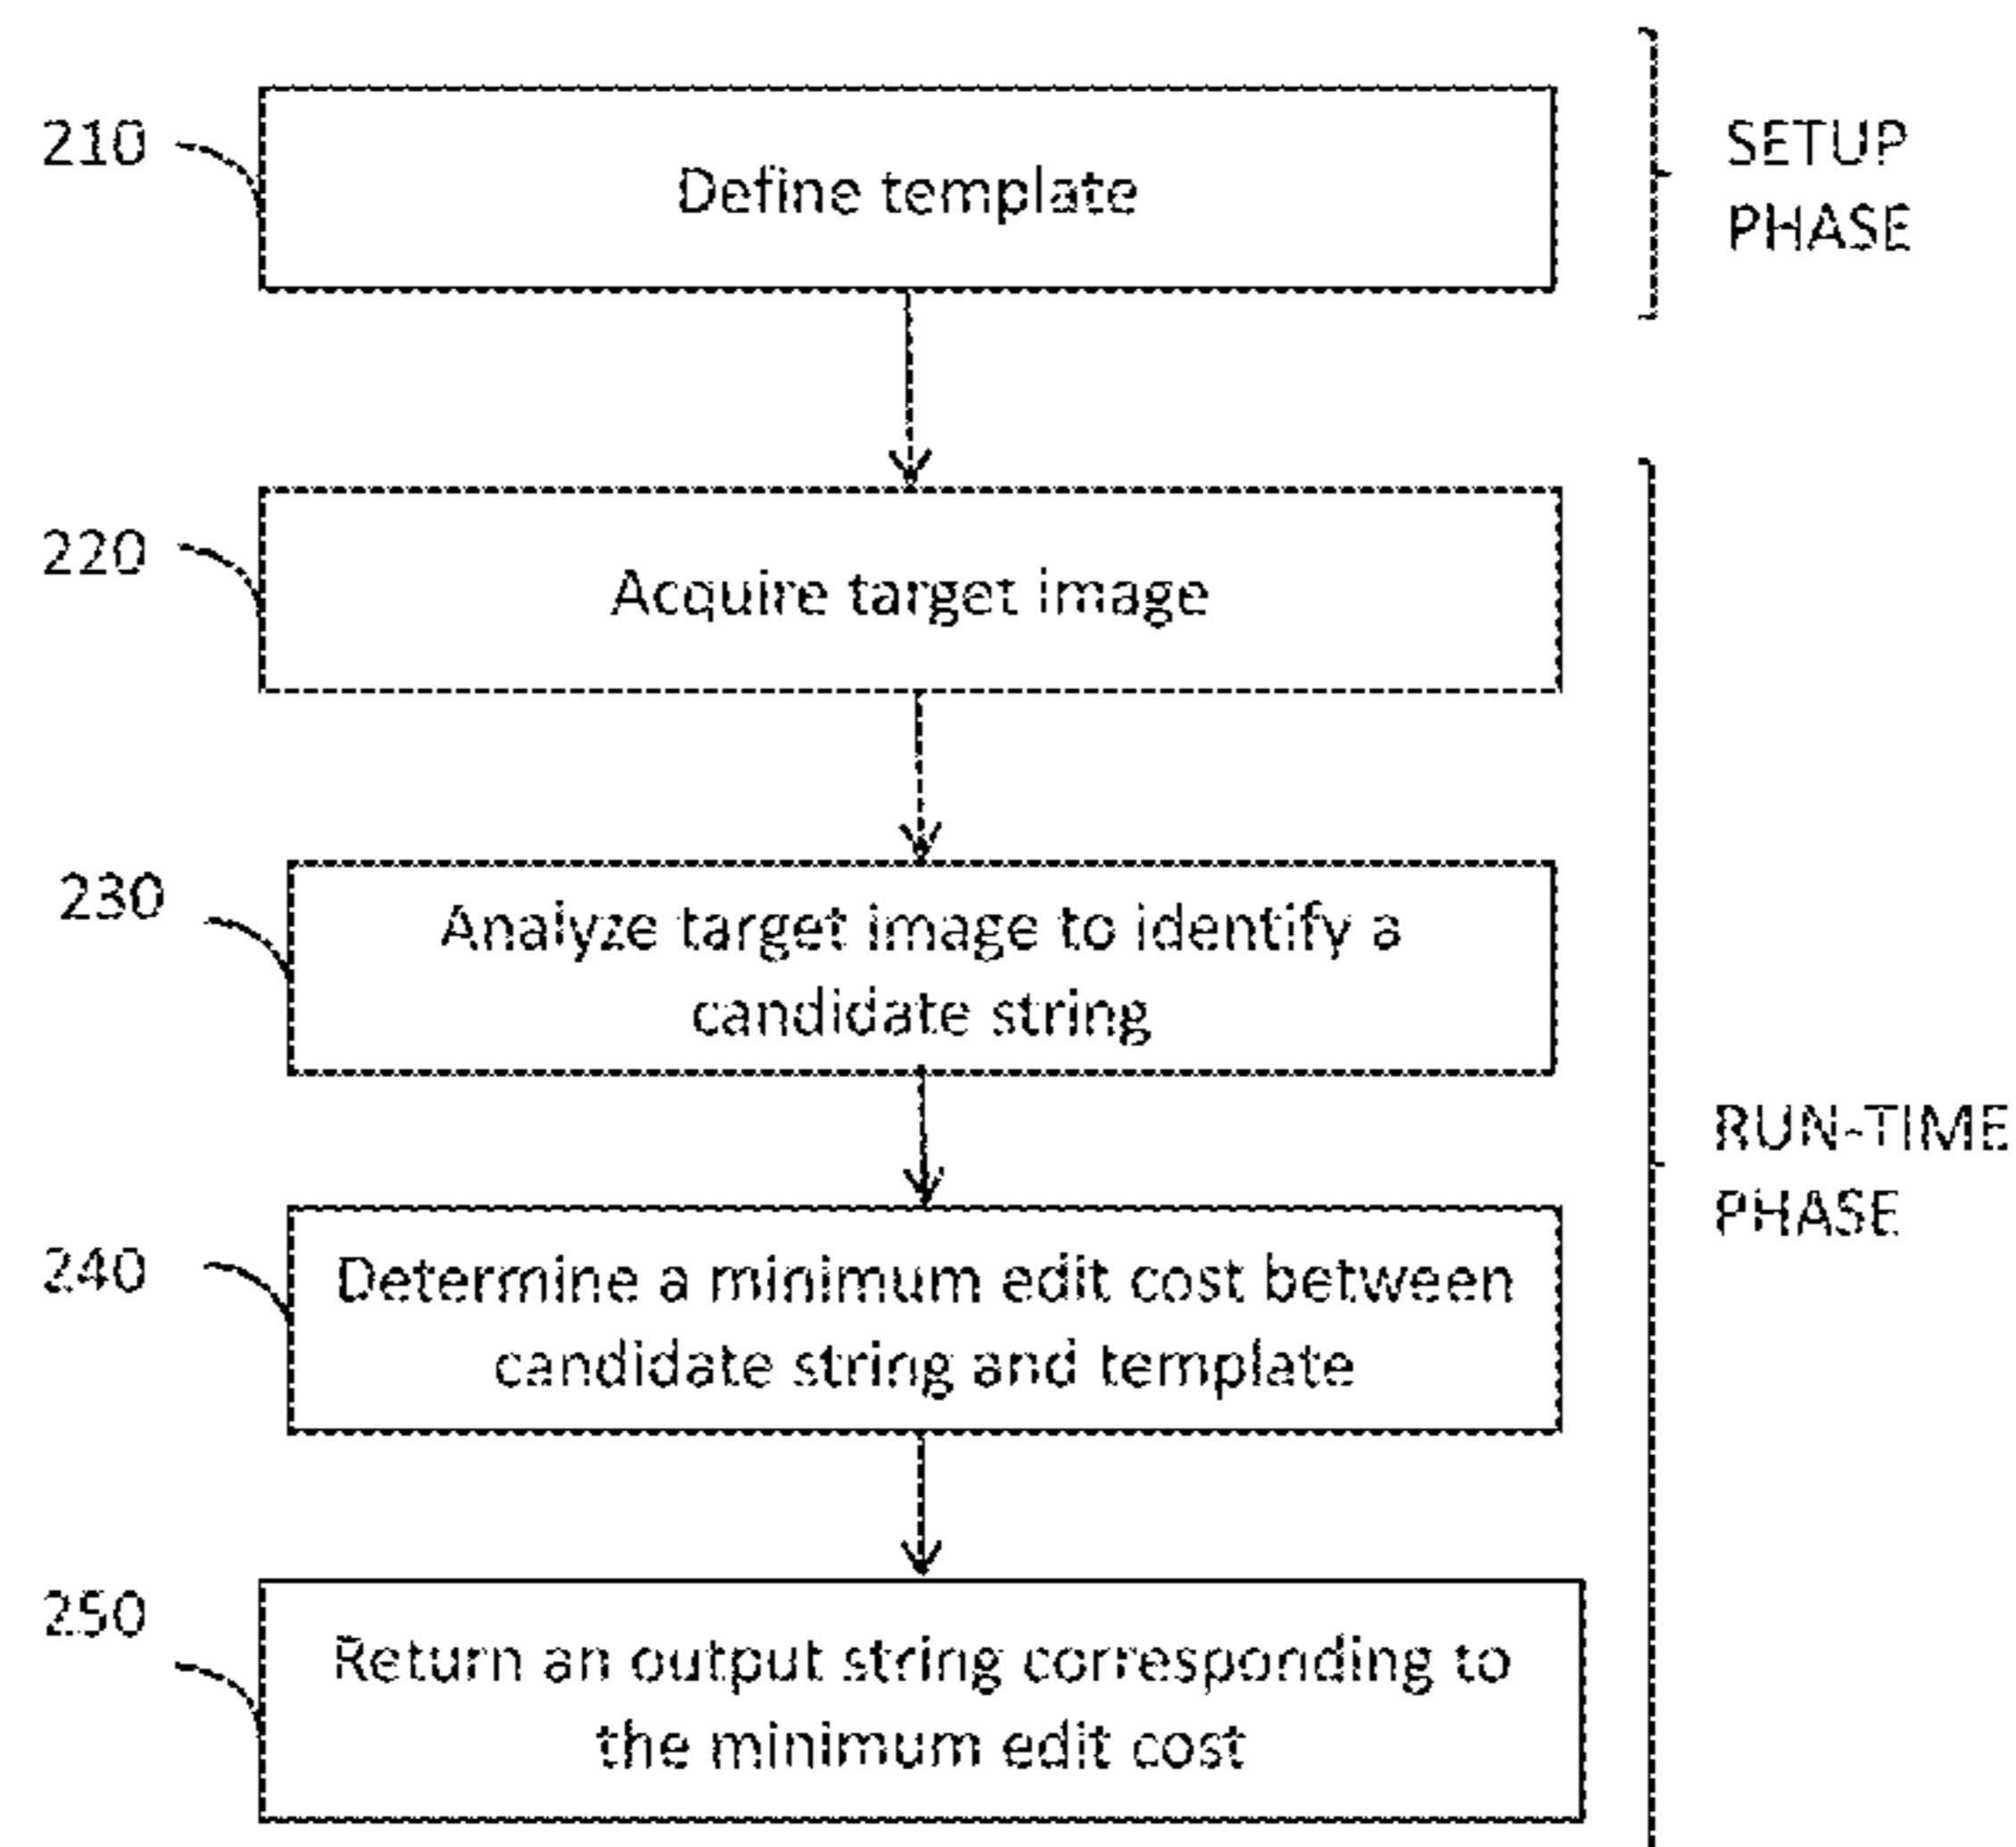 210
Define template
SETUP
PHASE
220
Acquire target image
230
Analyze target image to identify a
candidate string
RUN-TIME
PHASE
240
Determine a minimum edit cost between
candidate string and template
250
Return an output string corresponding to
the minimum edit cost